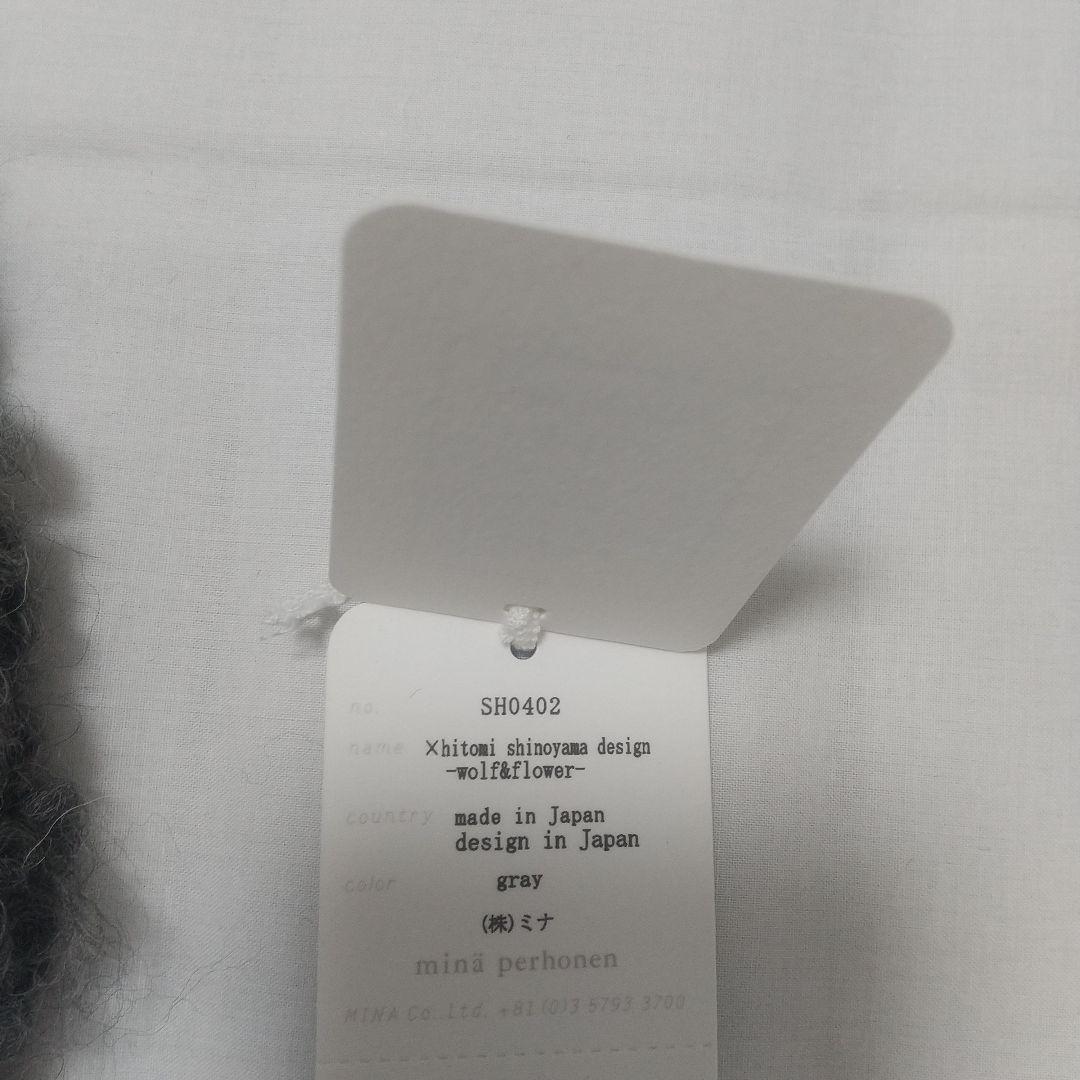 no. SH0402
name ×hitomi shinoyama design
-wolf&flower-
country made in Japan
design in Japan
color gray
(株)ミナ
minä perhonen
MINA Co.,Ltd. +81(0)3 5793 3700